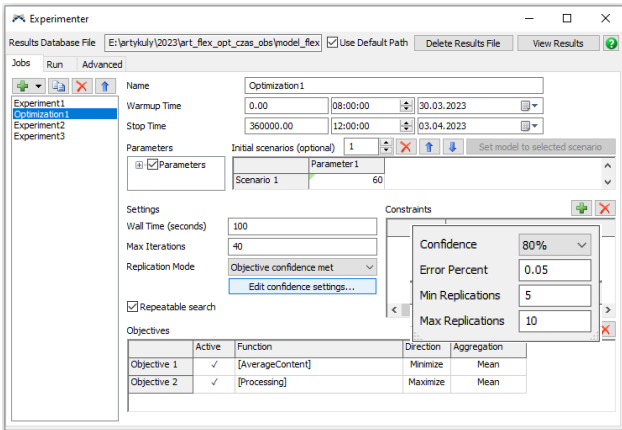 Experimenter
Results Database File E:\artykuly\2023\art_flex_opt_czas_obs\model_flex Use Default Path Delete Results File View Results
Jobs Run Advanced
Experiment1
Optimization1
Experiment2
Experiment3
Name Optimization1
Warmup Time 0.00 08:00:00 30.03.2023
Stop Time 360000.00 12:00:00 03.04.2023
Parameters Initial scenarios (optional) 1 Set model to selected scenario
Parameters
Parameter1
Scenario 1 60
Settings Constraints
Wall Time (seconds) 100
Max Iterations 40
Replication Mode Objective confidence met
Edit confidence settings...
Repeatable search
Confidence 80%
Error Percent 0.05
Min Replications 5
Max Replications 10
Objectives
Active Function Direction Aggregation
Objective 1 ✓ [AverageContent] Minimize Mean
Objective 2 ✓ [Processing] Maximize Mean